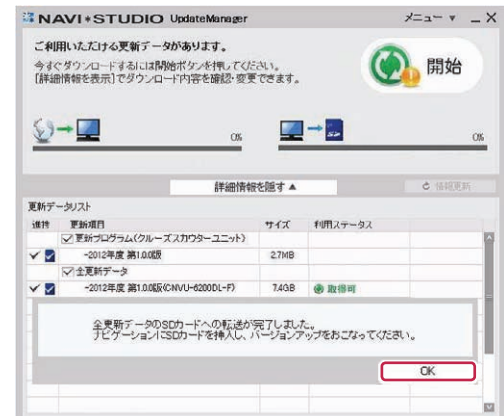 NAVI*STUDIO UpdateManager
メニュー ▼ _ X
ご利用いただける更新データがあります。
今すぐダウンロードするには開始ボタンを押してください。
[詳細情報を表示]でダウンロード内容を確認・変更できます。
開始
0%
0%
詳細情報を隠す ▲
情報更新
更新データリスト
進捗 更新項目 サイズ 利用ステータス
更新プログラム(クルーズスカウターユニット)
-2012年度 第1.0.0版 2.7MB
全更新データ
-2012年度 第1.0.0版(CNVU-6200DL-F) 7.4GB 取得可
全更新データのSDカードへの転送が完了しました。
ナビゲーションにSDカードを挿入し、バージョンアップをおこなってください。
OK